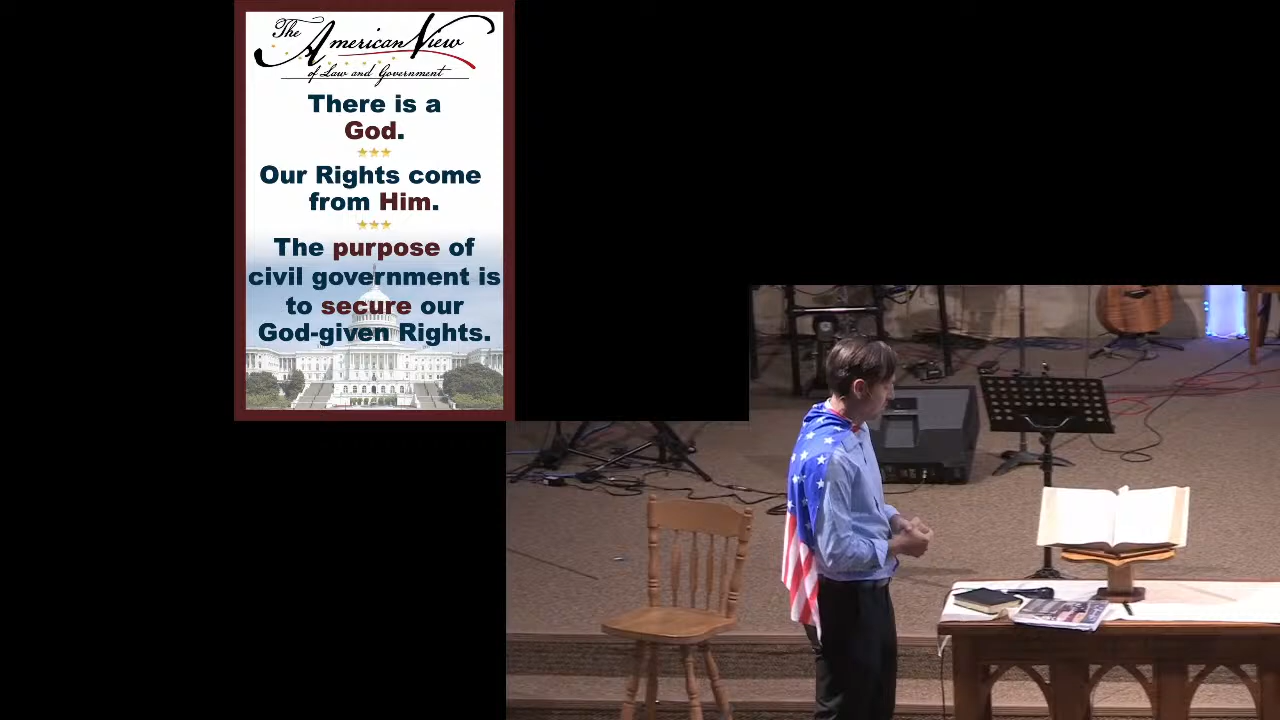 The
American View
of Law and Government
There is a
God.
Our Rights come
from Him.
The purpose of
civil government is
to secure our
God-given Rights.